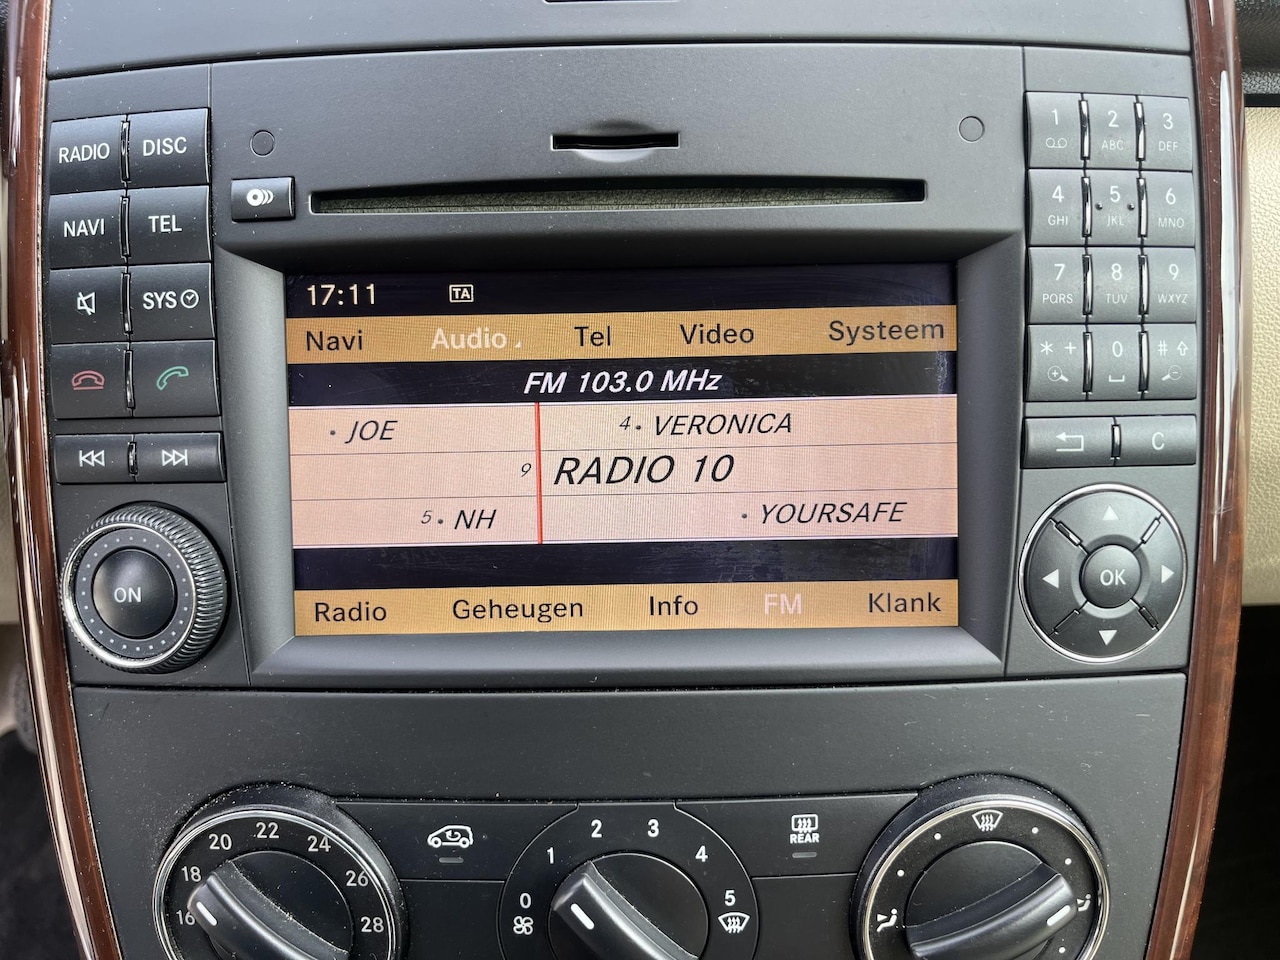 RADIO DISC
NAVI TEL
SYS
ON
17:11 TA
Navi Audio Tel Video Systeem
FM 103.0 MHz
· JOE 4· VERONICA
9 RADIO 10
5· NH · YOURSAFE
Radio Geheugen Info FM Klank
1 2 ABC 3 DEF
4 GHI 5 JKL 6 MNO
7 PQRS 8 TUV 9 WXYZ
* + 0 #
C
OK
16 18 20 22 24 26 28
0 1 2 3 4 5
REAR